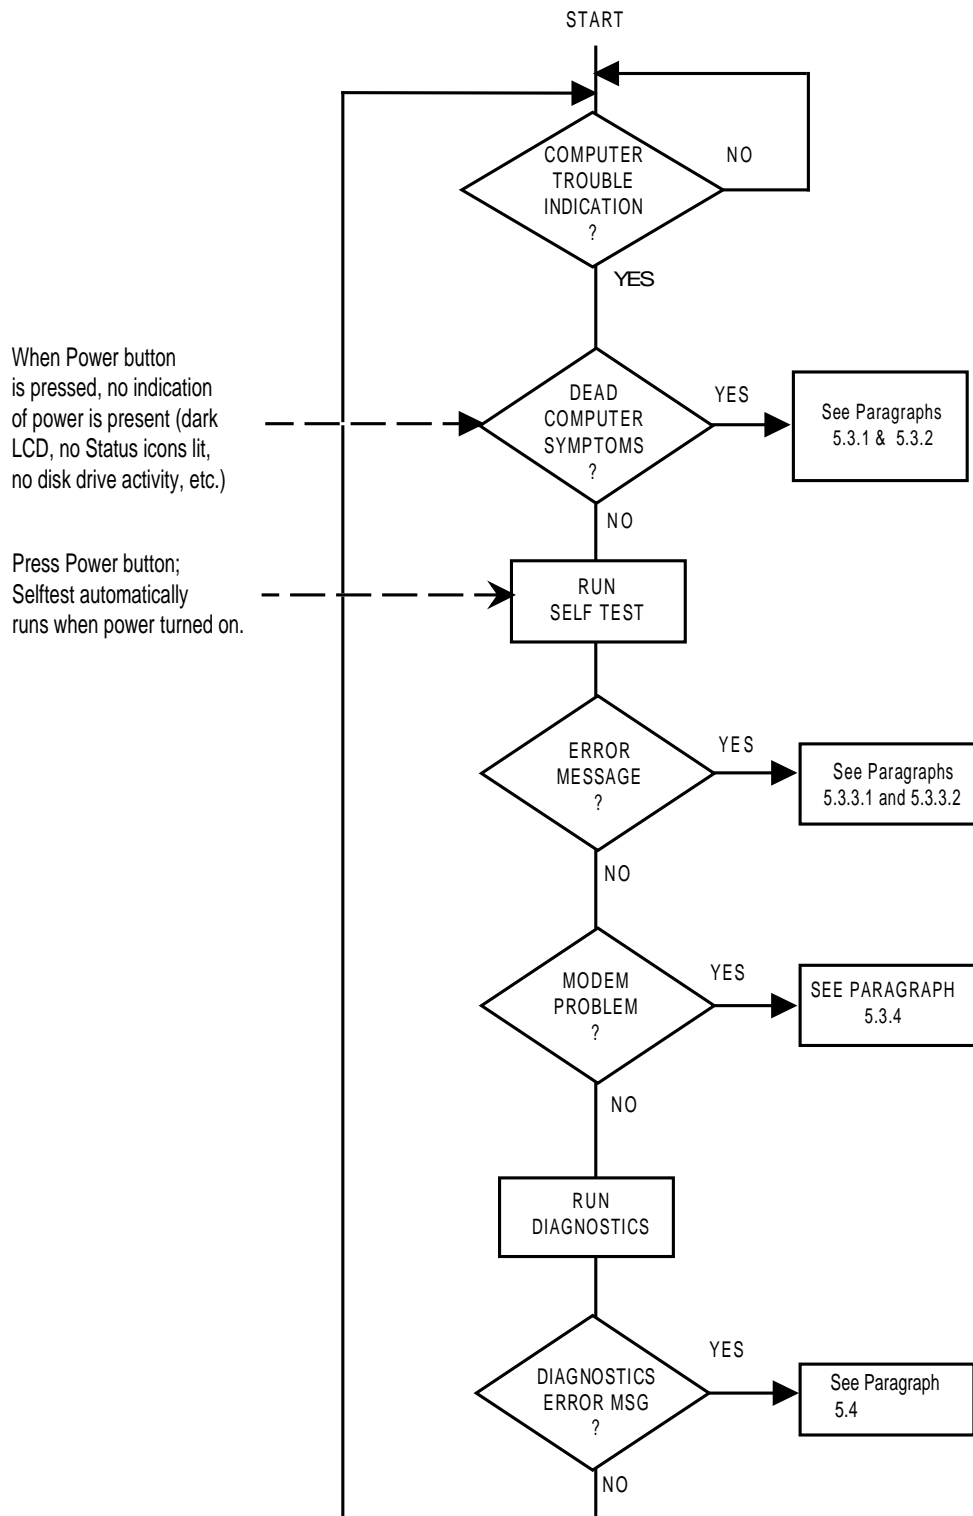 START
COMPUTER
TROUBLE
INDICATION
?
NO
YES
When Power button
is pressed, no indication
of power is present (dark
LCD, no Status icons lit,
no disk drive activity, etc.)
DEAD
COMPUTER
SYMPTOMS
?
YES
See Paragraphs
5.3.1 & 5.3.2
NO
Press Power button;
Selftest automatically
runs when power turned on.
RUN
SELF TEST
ERROR
MESSAGE
?
YES
See Paragraphs
5.3.3.1 and 5.3.3.2
NO
MODEM
PROBLEM
?
YES
SEE PARAGRAPH
5.3.4
NO
RUN
DIAGNOSTICS
DIAGNOSTICS
ERROR MSG
?
YES
See Paragraph
5.4
NO